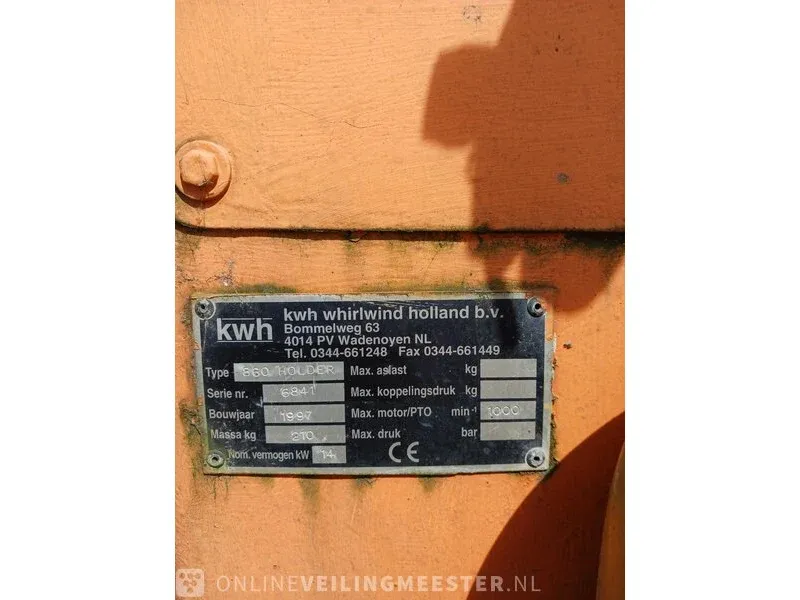 kwh
kwh whirlwind holland b.v.
Bommelweg 63
4014 PV Wadenoyen NL
Tel. 0344-661248 Fax 0344-661449
Type 860 HOLDER Max. aslast kg
Serie nr. 6841 Max. koppelingsdruk kg
Bouwjaar 1997 Max. motor/PTO min-1 1000
Massa kg 210 Max. druk bar
Nom. vermogen kW 14 CE
ONLINEVEILINGMEESTER.NL